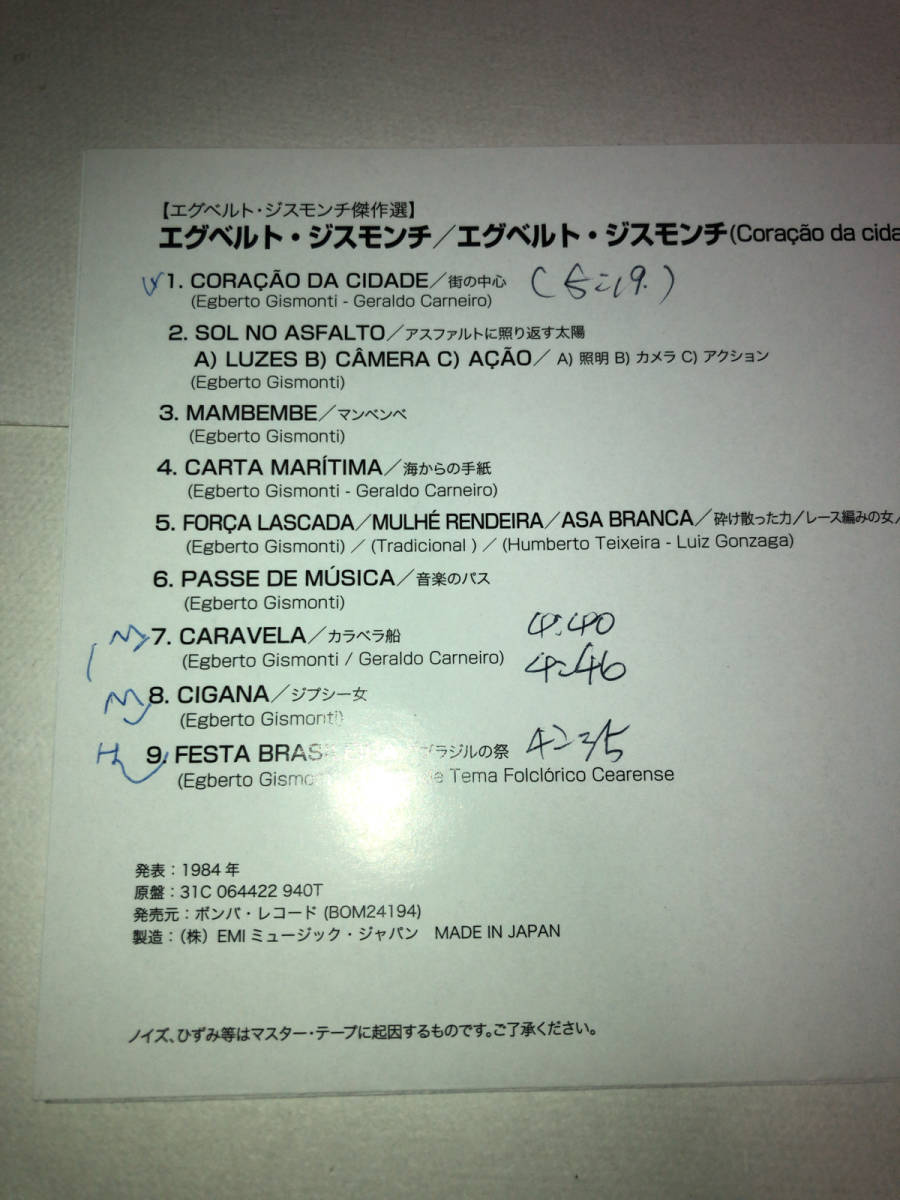 【エグベルト・ジスモンチ傑作選】
エグベルト・ジスモンチ／エグベルト・ジスモンチ(Coração da cida
1. CORAÇÃO DA CIDADE／街の中心 (5:19.)
(Egberto Gismonti - Geraldo Carneiro)
2. SOL NO ASFALTO／アスファルトに照り返す太陽
A) LUZES B) CÂMERA C) AÇÃO／ A) 照明 B) カメラ C) アクション
(Egberto Gismonti)
3. MAMBEMBE／マンベンベ
(Egberto Gismonti)
4. CARTA MARÍTIMA／海からの手紙
(Egberto Gismonti - Geraldo Carneiro)
5. FORÇA LASCADA／MULHÉ RENDEIRA／ASA BRANCA／砕け散った力／レース編みの女／
(Egberto Gismonti) ／ (Tradicional ) ／ (Humberto Teixeira - Luiz Gonzaga)
6. PASSE DE MÚSICA／音楽のパス
(Egberto Gismonti)
7. CARAVELA／カラベラ船 4:40
(Egberto Gismonti / Geraldo Carneiro) 4:46
8. CIGANA／ジプシー女
(Egberto Gismonti)
9. FESTA BRAS ブラジルの祭 4:35
(Egberto Gismo e Tema Folclórico Cearense
発表：1984 年
原盤：31C 064422 940T
発売元：ボンバ・レコード (BOM24194)
製造：（株）EMI ミュージック・ジャパン MADE IN JAPAN
ノイズ、ひずみ等はマスター・テープに起因するものです。ご了承ください。